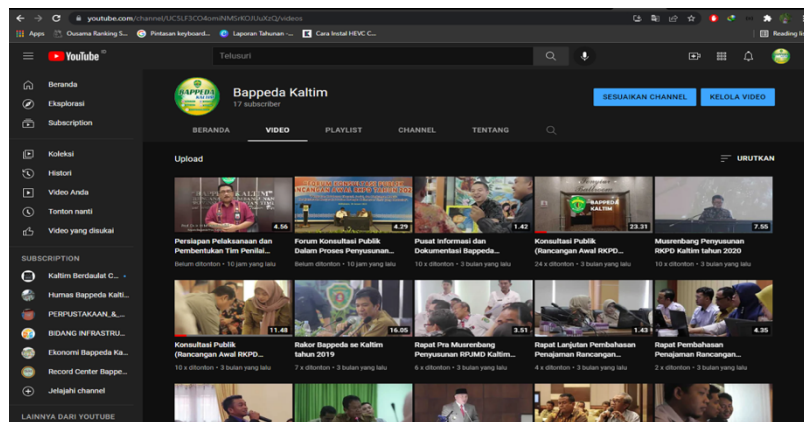 youtube.com/channel/UCSLF3CO4omiNMSrKOJUuXzQ/videos
Apps
Ousama Ranking S...
Pintasan keyboard...
Laporan Tahunan -...
Cara Instal HEVC C...
Reading li
YouTube ID
Telusuri
Beranda
Eksplorasi
Subscription
Koleksi
Histori
Video Anda
Tonton nanti
Video yang disukai
SUBSCRIPTION
Kaltim Berdaulat C...
Humas Bappeda Kalti...
PERPUSTAKAAN_&_...
BIDANG INFRASTRU...
Ekonomi Bappeda Ka...
Record Center Bappe...
Jelajahi channel
LAINNYA DARI YOUTUBE
BAPPEDA
Bappeda Kaltim
17 subscriber
SESUAIKAN CHANNEL
KELOLA VIDEO
BERANDA
VIDEO
PLAYLIST
CHANNEL
TENTANG
Upload
URUTKAN
4.56
Persiapan Pelaksanaan dan
Pembentukan Tim Penilai...
Belum ditonton • 10 jam yang lalu
4.29
Forum Konsultasi Publik
Dalam Proses Penyusunan...
Belum ditonton • 10 jam yang lalu
1.42
Pusat Informasi dan
Dokumentasi Bappeda...
10 x ditonton • 3 bulan yang lalu
BAPPEDA
KALTIM
23.31
Konsultasi Publik
(Rancangan Awal RKPD...
24 x ditonton • 3 bulan yang lalu
7.55
Musrenbang Penyusunan
RKPD Kaltim tahun 2020
10 x ditonton • 3 bulan yang lalu
11.48
Konsultasi Publik
(Rancangan Awal RKPD...
10 x ditonton • 3 bulan yang lalu
16.05
Rakor Bappeda se Kaltim
tahun 2019
7 x ditonton • 3 bulan yang lalu
3.51
Rapat Pra Musrenbang
Penyusunan RPJMD Kaltim...
6 x ditonton • 3 bulan yang lalu
1.43
Rapat Lanjutan Pembahasan
Penajaman Rancangan...
4 x ditonton • 3 bulan yang lalu
4.35
Rapat Pembahasan
Penajaman Rancangan...
2 x ditonton • 3 bulan yang lalu